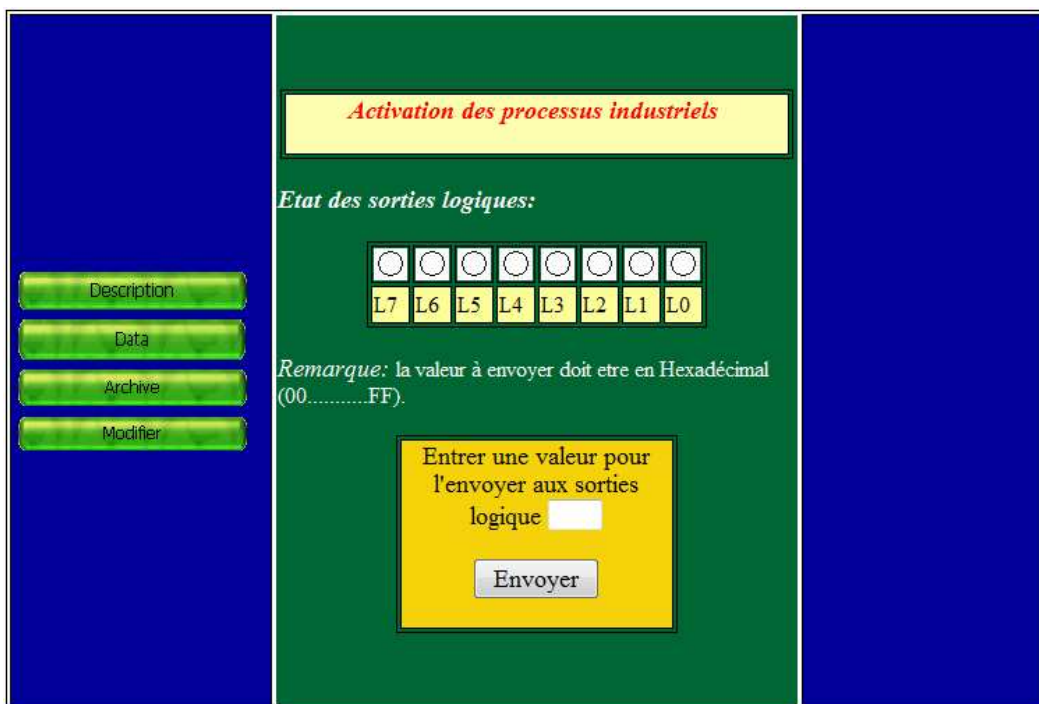 Activation des processus industriels
Etat des sorties logiques:
L7 L6 L5 L4 L3 L2 L1 L0
Description
Data
Archive
Modifier
Remarque: la valeur à envoyer doit etre en Hexadécimal
(00...........FF).
Entrer une valeur pour
l'envoyer aux sorties
logique
Envoyer